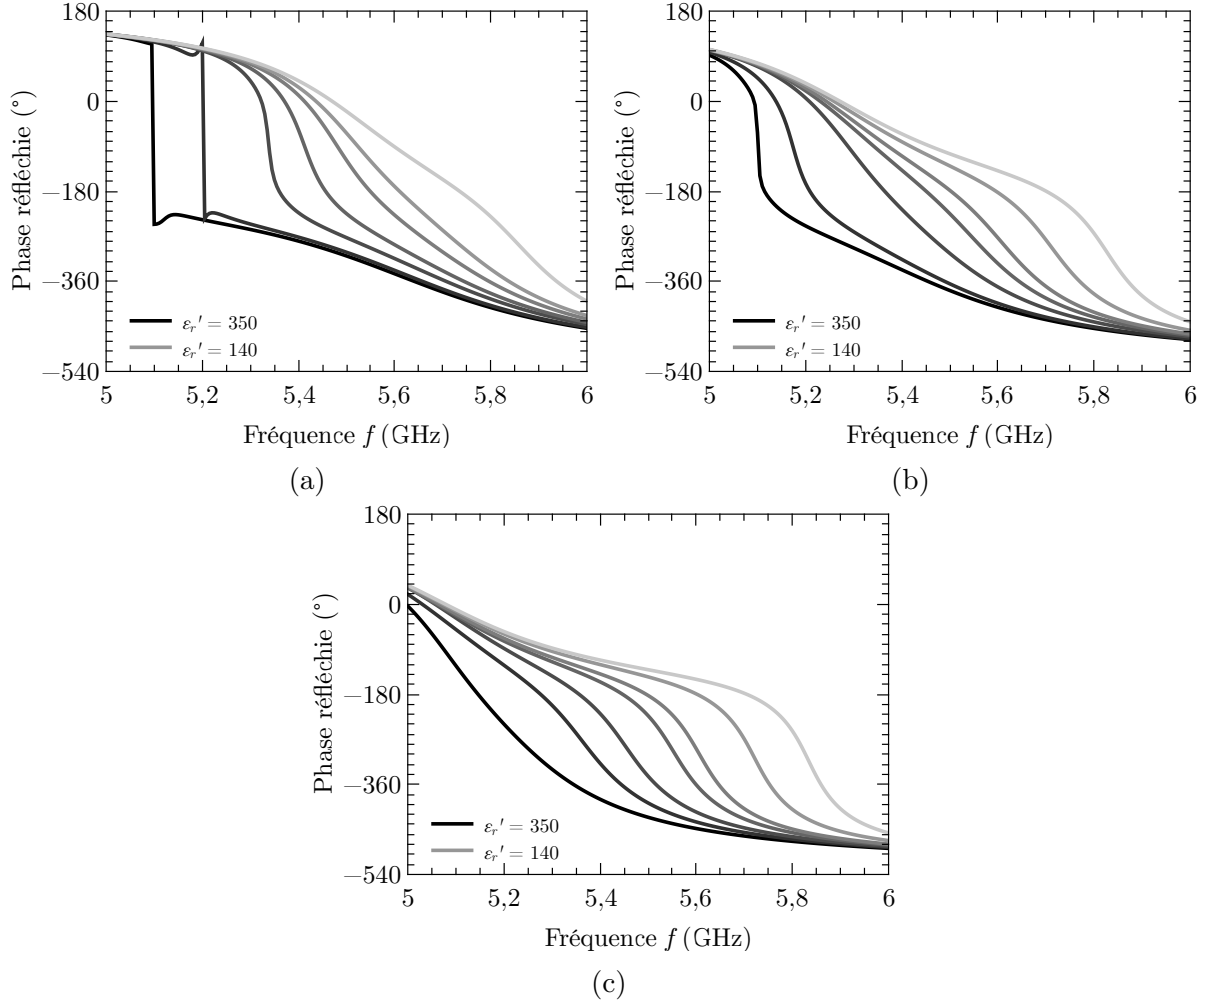 180
0
−180
−360
−540
Phase réfléchie (°)
εr′ = 350
εr′ = 140
5 5,2 5,4 5,6 5,8 6
Fréquence f (GHz)
(a)
180
0
−180
−360
−540
Phase réfléchie (°)
εr′ = 350
εr′ = 140
5 5,2 5,4 5,6 5,8 6
Fréquence f (GHz)
(b)
180
0
−180
−360
−540
Phase réfléchie (°)
εr′ = 350
εr′ = 140
5 5,2 5,4 5,6 5,8 6
Fréquence f (GHz)
(c)